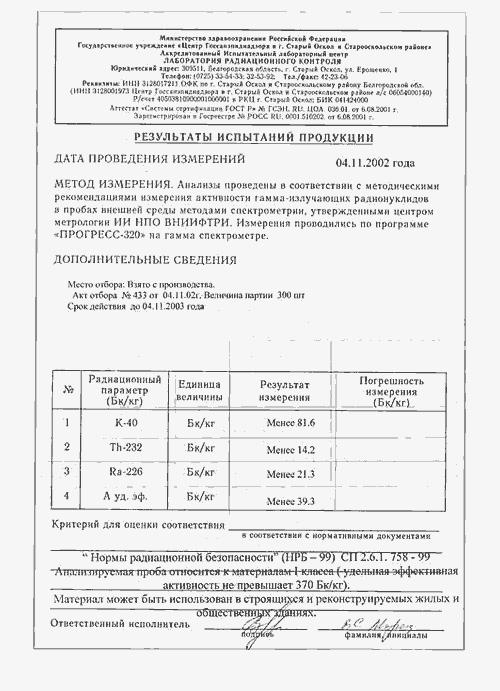 Министерство здравоохранения Российской Федерации
Государственное учреждение «Центр Госсанэпиднадзора в г. Старый Оскол и Старооскольском районе»
Аккредитованный Испытательный лабораторный центр
ЛАБОРАТОРИЯ РАДИАЦИОННОГО КОНТРОЛЯ
Юридический адрес: 309511, Белгородская область, г. Старый Оскол, ул. Ерошенко, 1
Телефон: (0725) 33-54-33; 32-53-92; Тел./факс: 42-23-06
Реквизиты: ИНН 3128017215 ОФК по г. Старый Оскол и Старооскольскому району Белгородской обл.
(ИНН 3128001973 Центр Госсанэпиднадзора в г. Старый Оскол и Старооскольском районе л/с 06054000140)
Р/счет 40503810900001000001 в РКЦ г. Старый Оскол; БИК 041424000
Аттестат «Системы сертификации ГОСТ Р» № ГСЭН. RU. ЦОА. 036.01. от 6.08.2001 г.
Зарегистрирован в Госреестре № РОСС RU. 0001.510202. от 6.08.2001 г.
РЕЗУЛЬТАТЫ ИСПЫТАНИЙ ПРОДУКЦИИ
ДАТА ПРОВЕДЕНИЯ ИЗМЕРЕНИЙ 04.11.2002 года
МЕТОД ИЗМЕРЕНИЯ. Анализы проведены в соответствии с методическими
рекомендациями измерения активности гамма-излучающих радионуклидов
в пробах внешней среды методами спектрометрии, утвержденными центром
метрологии ИИ НПО ВНИИФТРИ. Измерения проводились по программе
«ПРОГРЕСС-320» на гамма спектрометре.
ДОПОЛНИТЕЛЬНЫЕ СВЕДЕНИЯ
Место отбора: Взято с производства.
Акт отбора № 433 от 04.11.02г. Величина партии 300 шт
Срок действия до 04.11.2003 года
№ Радиационный параметр (Бк/кг) Единица величины Результат измерения Погрешность измерения (Бк/кг)
1 К-40 Бк/кг Менее 81.6
2 Th-232 Бк/кг Менее 14.2
3 Ra-226 Бк/кг Менее 21.3
4 А уд. эф. Бк/кг Менее 39.3
Критерий для оценки соответствия
в соответствии с нормативными документами
“ Нормы радиационной безопасности” (НРБ – 99) СП 2.6.1. 758 - 99
Анализируемая проба относится к материалам I класса ( удельная эффективная
активность не превышает 370 Бк/кг).
Материал может быть использован в строящихся и реконструируемых жилых и
общественных зданиях.
Ответственный исполнитель
подпись фамилия, инициалы